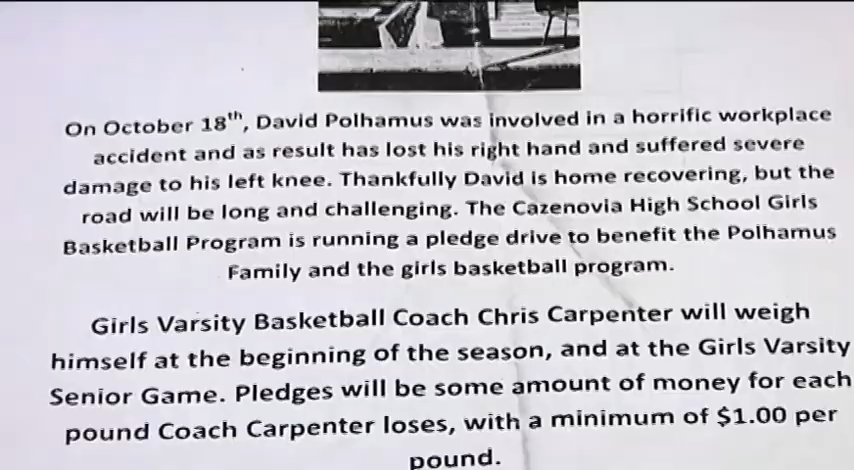 On October 18th, David Polhamus was involved in a horrific workplace
accident and as result has lost his right hand and suffered severe
damage to his left knee. Thankfully David is home recovering, but the
road will be long and challenging. The Cazenovia High School Girls
Basketball Program is running a pledge drive to benefit the Polhamus
Family and the girls basketball program.
Girls Varsity Basketball Coach Chris Carpenter will weigh
himself at the beginning of the season, and at the Girls Varsity
Senior Game. Pledges will be some amount of money for each
pound Coach Carpenter loses, with a minimum of $1.00 per
pound.